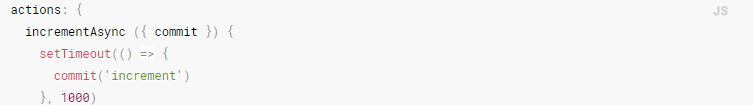 actions: {
  incrementAsync ({ commit }) {
    setTimeout(() => {
      commit('increment')
    }, 1000)
JS